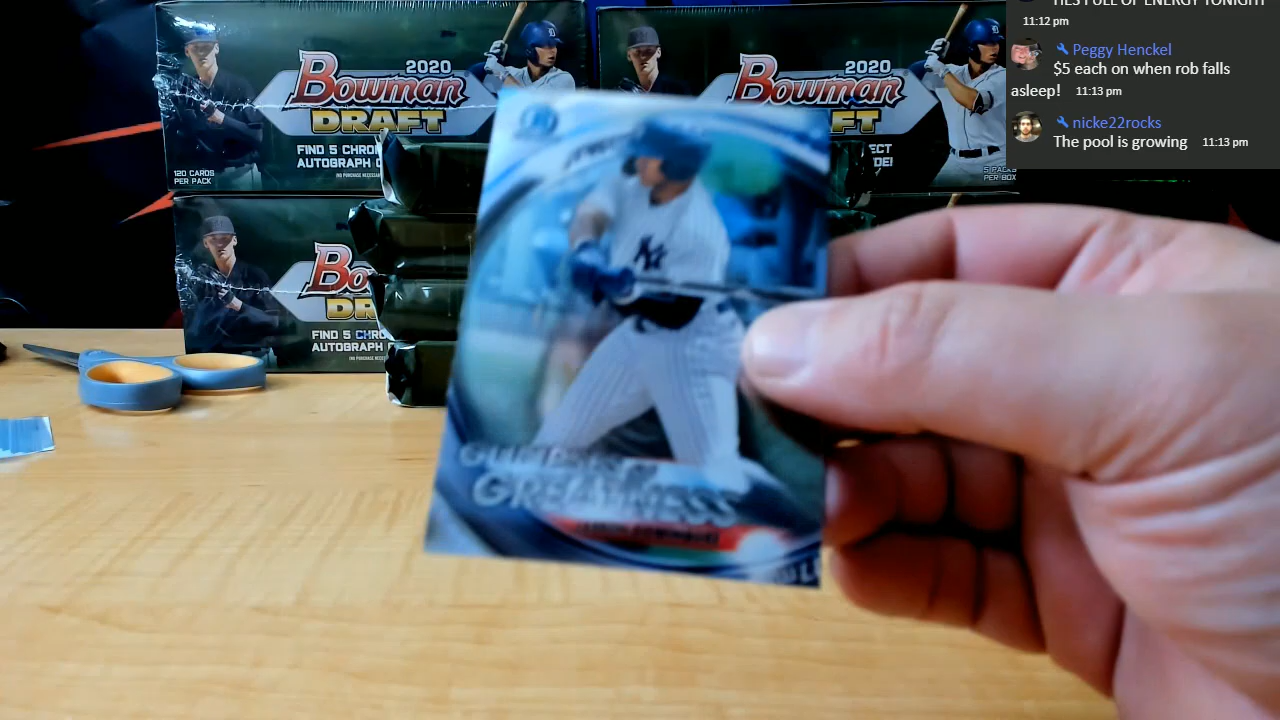 11:12 pm
Peggy Henckel
$5 each on when rob falls
asleep! 11:13 pm
nicke22rocks
The pool is growing 11:13 pm
2020
Bowman
DRAFT
FIND 5 CHRO
AUTOGRAPH
120 CARDS
PER PACK
2020
Bowman
FT
ECT
DE!
5 PACKS
PER BOX
Bo
DR
FIND 5 CHRO
AUTOGRAPH
NY
GREATNESS